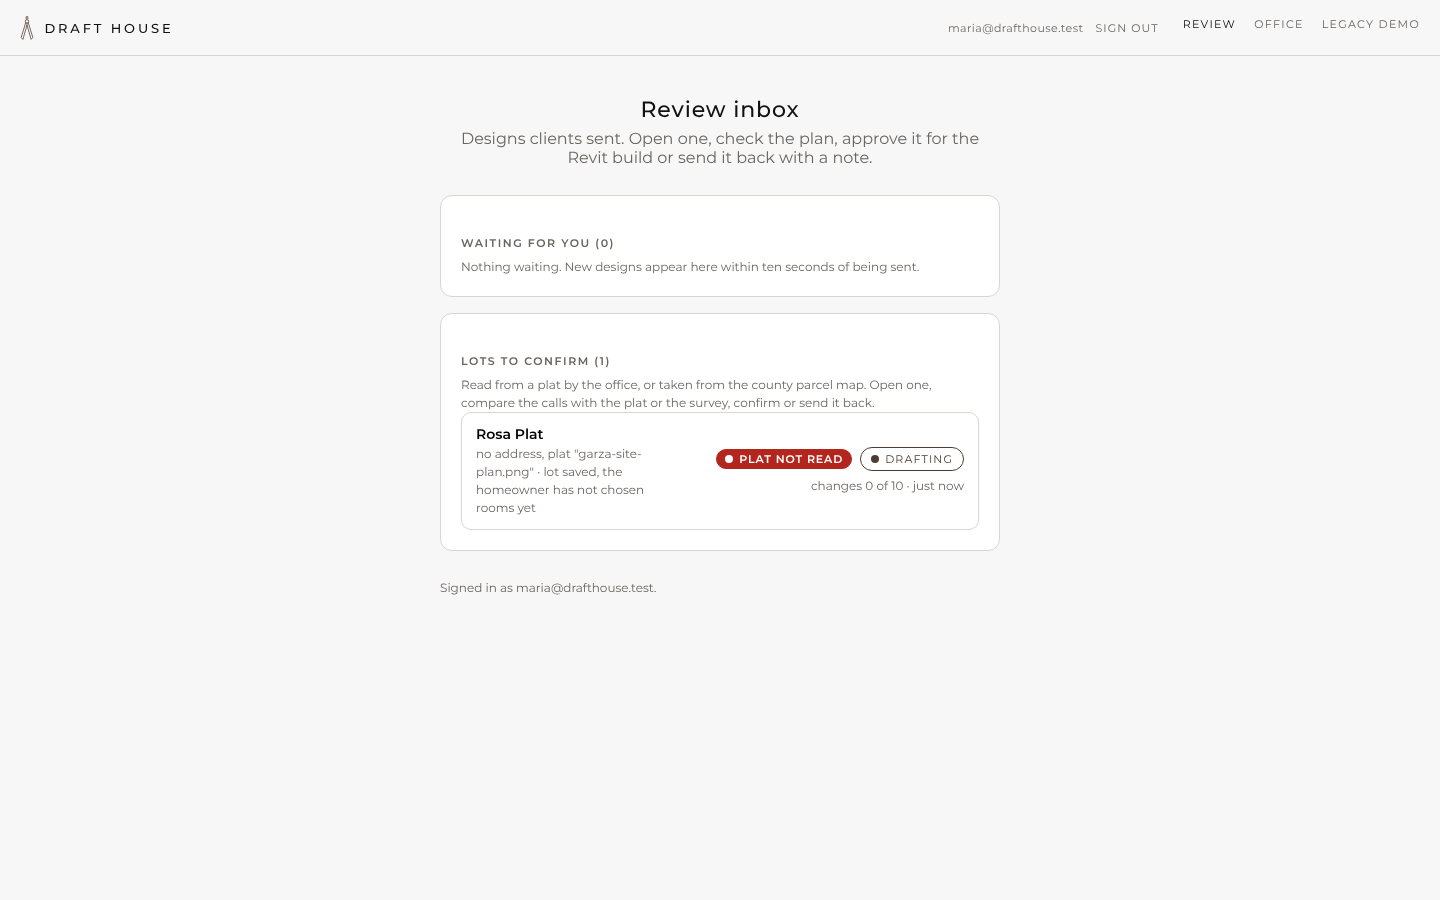 DRAFT HOUSE
maria@drafthouse.test SIGN OUT REVIEW OFFICE LEGACY DEMO
Review inbox
Designs clients sent. Open one, check the plan, approve it for the
Revit build or send it back with a note.
WAITING FOR YOU (0)
Nothing waiting. New designs appear here within ten seconds of being sent.
LOTS TO CONFIRM (1)
Read from a plat by the office, or taken from the county parcel map. Open one,
compare the calls with the plat or the survey, confirm or send it back.
Rosa Plat
no address, plat "garza-site-
plan.png" · lot saved, the
homeowner has not chosen
rooms yet
PLAT NOT READ
DRAFTING
changes 0 of 10 · just now
Signed in as maria@drafthouse.test.